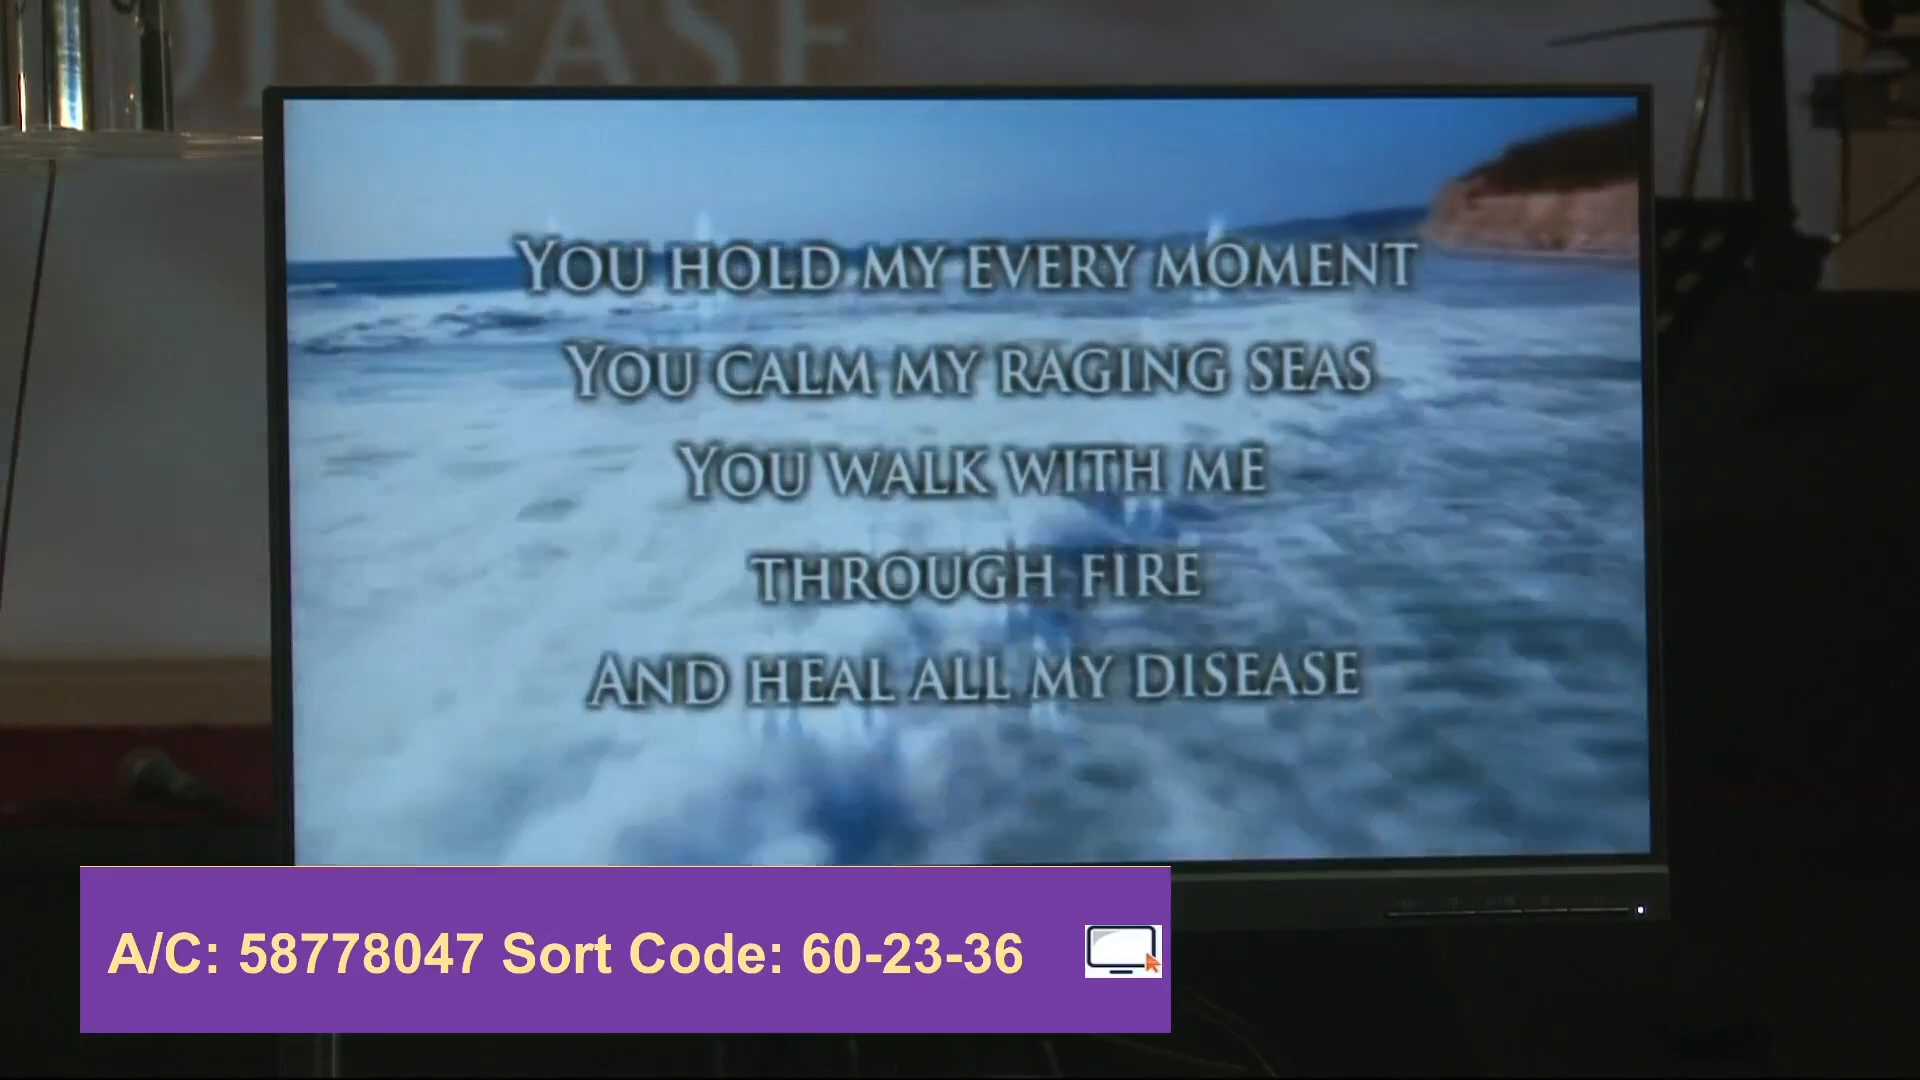 DISEASE
YOU HOLD MY EVERY MOMENT
YOU CALM MY RAGING SEAS
YOU WALK WITH ME
THROUGH FIRE
AND HEAL ALL MY DISEASE
A/C: 58778047 Sort Code: 60-23-36